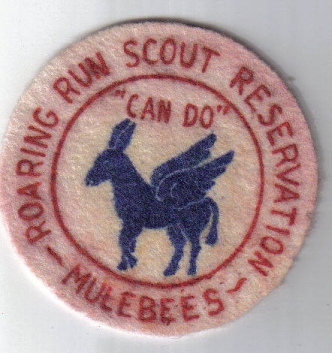 ROARING RUN SCOUT RESERVATION
"CAN DO"
~ MULEBEES ~